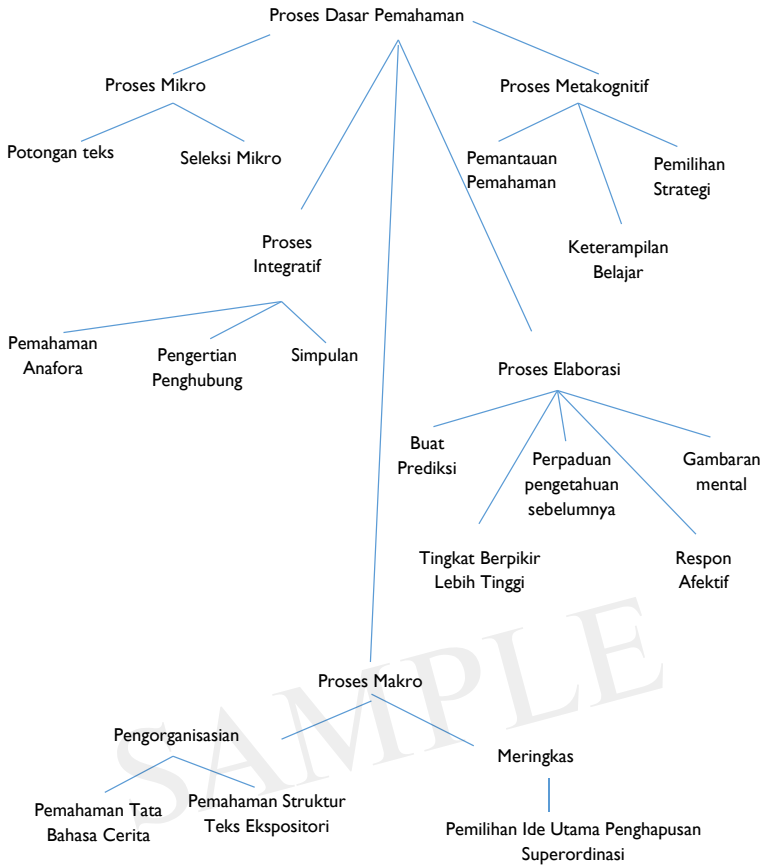 Proses Dasar Pemahaman
Proses Mikro
Proses Metakognitif
Potongan teks
Seleksi Mikro
Pemantauan
Pemahaman
Pemilihan
Strategi
Keterampilan
Belajar
Proses
Integratif
Pemahaman
Anafora
Pengertian
Penghubung
Simpulan
Proses Elaborasi
Buat
Prediksi
Perpaduan
pengetahuan
sebelumnya
Gambaran
mental
Tingkat Berpikir
Lebih Tinggi
Respon
Afektif
Proses Makro
Pengorganisasian
Meringkas
Pemahaman Tata
Bahasa Cerita
Pemahaman Struktur
Teks Ekspositori
Pemilihan Ide Utama Penghapusan
Superordinasi
SAMPLE